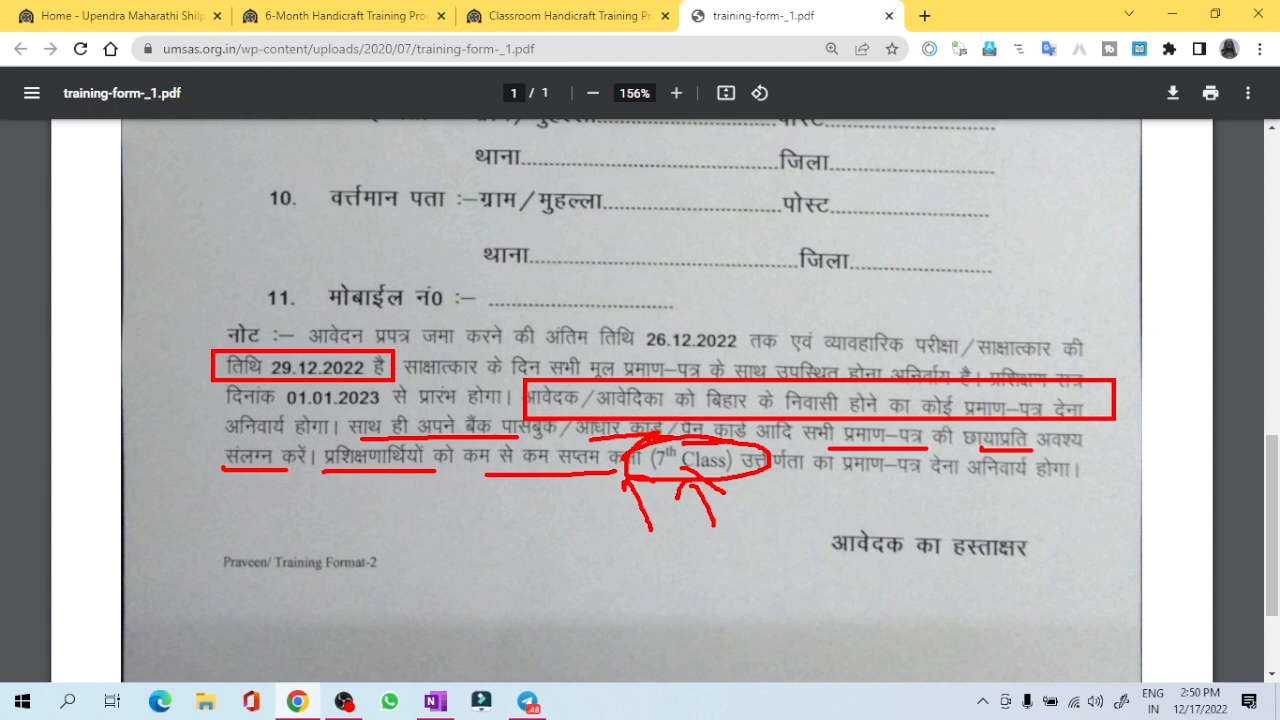 Home - Upendra Maharathi Shilp
6-Month Handicraft Training Pro
Classroom Handicraft Training Pr
training-form-_1.pdf
umsas.org.in/wp-content/uploads/2020/07/training-form-_1.pdf
training-form-_1.pdf
1 / 1
156%
थाना.......... जिला..........
10. वर्त्तमान पता :–ग्राम/मुहल्ला.......... पोस्ट..........
थाना.......... जिला..........
11. मोबाईल नं0 :– ..........
नोट :– आवेदन प्रपत्र जमा करने की अंतिम तिथि 26.12.2022 तक एवं व्यावहारिक परीक्षा/साक्षात्कार की
तिथि 29.12.2022 है साक्षात्कार के दिन सभी मूल प्रमाण–पत्र के साथ उपस्थित होना अनिवार्य है। प्रशिक्षण सत्र
दिनांक 01.01.2023 से प्रारंभ होगा। आवेदक/आवेदिका को बिहार के निवासी होने का कोई प्रमाण–पत्र देना
अनिवार्य होगा। साथ ही अपने बैंक पासबुक/आधार कार्ड/पैन कार्ड आदि सभी प्रमाण–पत्र की छायाप्रति अवश्य
संलग्न करें। प्रशिक्षणार्थियों को कम से कम सप्तम कक्षा (7th Class) उत्तीर्णता का प्रमाण–पत्र देना अनिवार्य होगा।
आवेदक का हस्ताक्षर
Praveen/ Training Format-2
48
ENG
IN
2:50 PM
12/17/2022